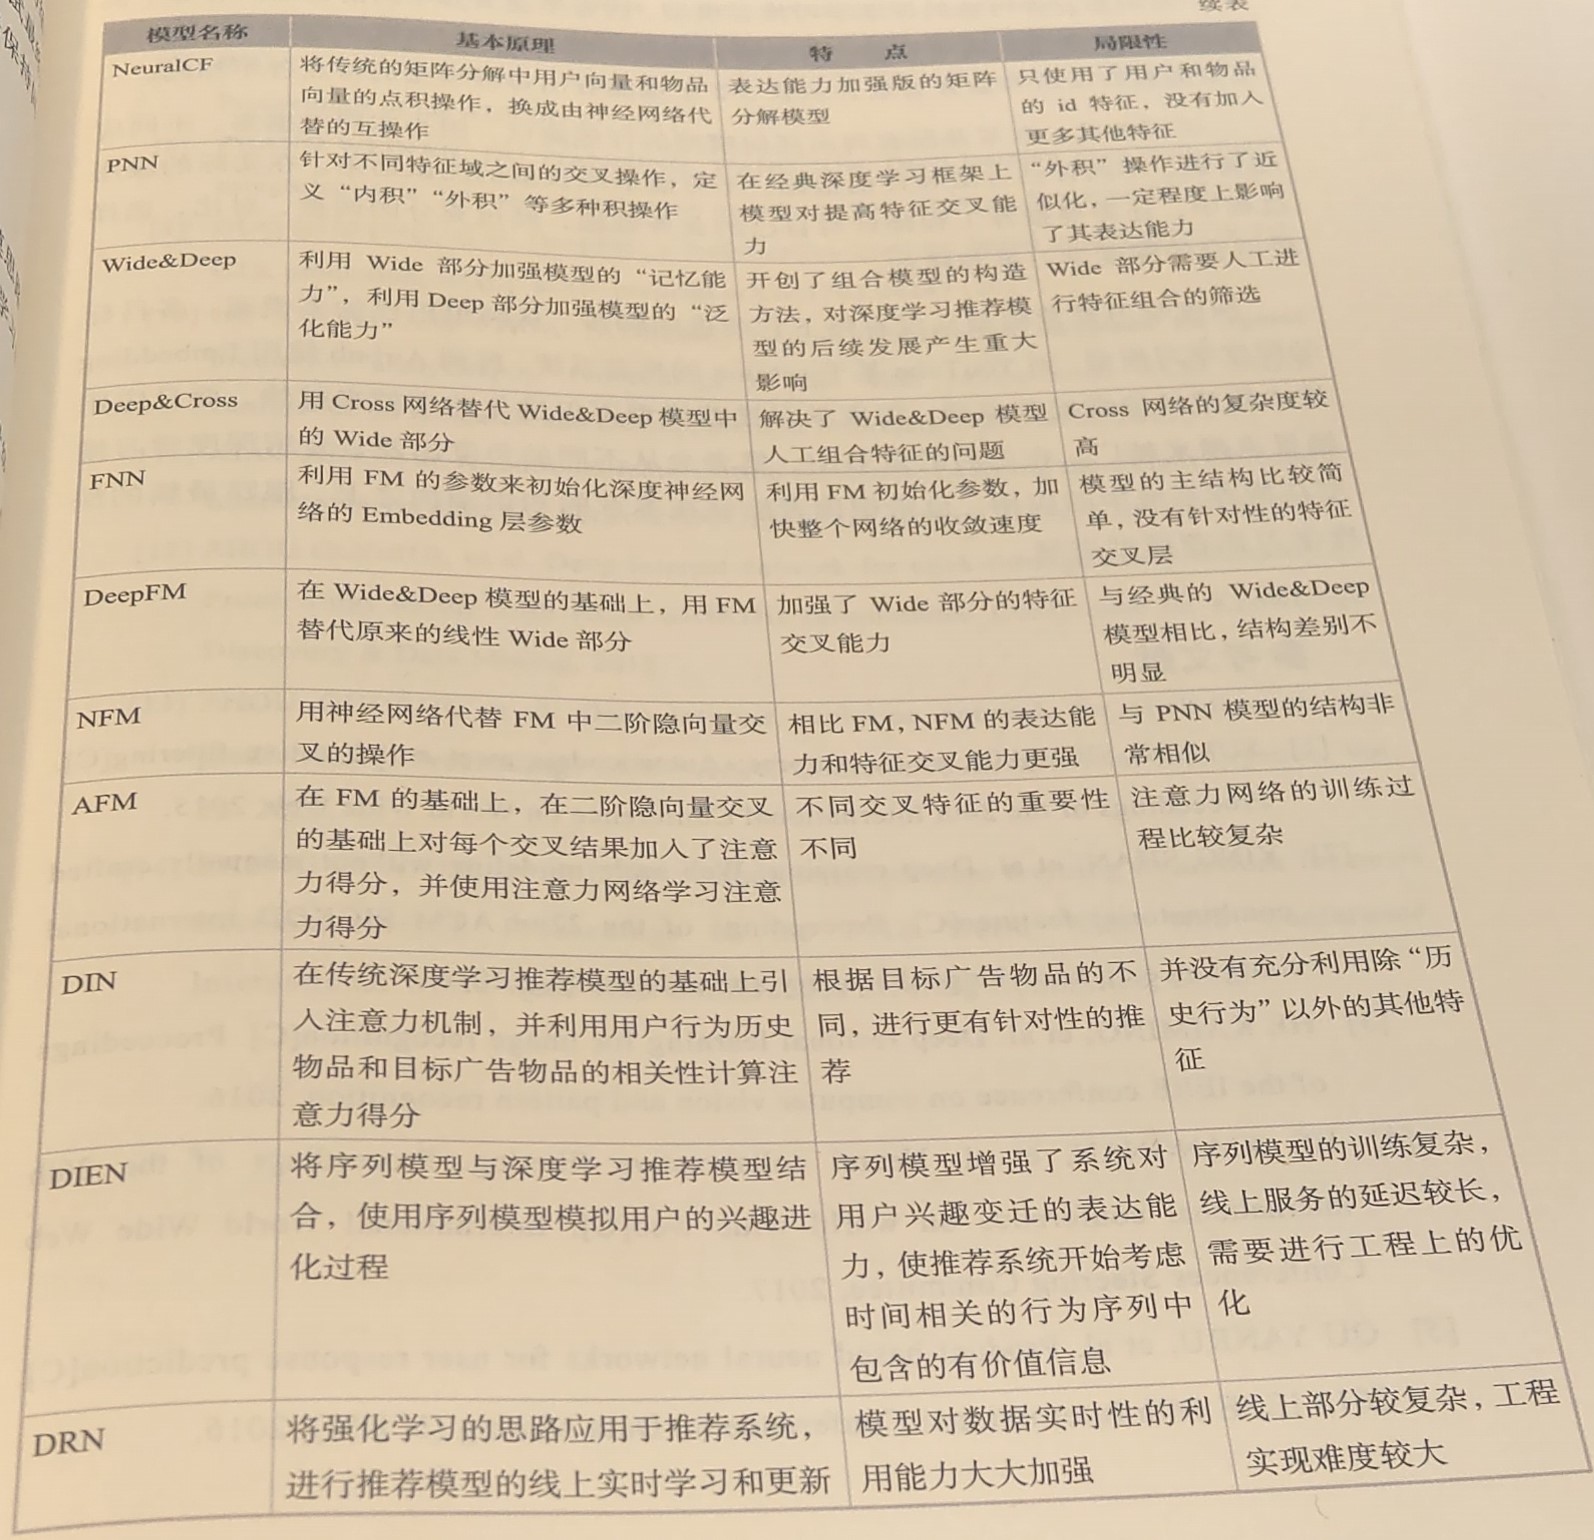 续表
模型名称 基本原理 特 点 局限性
NeuralCF
将传统的矩阵分解中用户向量和物品
向量的点积操作，换成由神经网络代
替的互操作
表达能力加强版的矩阵
分解模型
只使用了用户和物品
的 id 特征，没有加入
更多其他特征
PNN
针对不同特征域之间的交叉操作，定
义“内积”“外积”等多种积操作
在经典深度学习框架上
模型对提高特征交叉能
力
“外积”操作进行了近
似化，一定程度上影响
了其表达能力
Wide&Deep
利用 Wide 部分加强模型的“记忆能
力”，利用 Deep 部分加强模型的“泛
化能力”
开创了组合模型的构造
方法，对深度学习推荐模
型的后续发展产生重大
影响
Wide 部分需要人工进
行特征组合的筛选
Deep&Cross
用 Cross 网络替代 Wide&Deep 模型中
的 Wide 部分
解决了 Wide&Deep 模型
人工组合特征的问题
Cross 网络的复杂度较
高
FNN
利用 FM 的参数来初始化深度神经网
络的 Embedding 层参数
利用 FM 初始化参数，加
快整个网络的收敛速度
模型的主结构比较简
单，没有针对性的特征
交叉层
DeepFM
在 Wide&Deep 模型的基础上，用 FM
替代原来的线性 Wide 部分
加强了 Wide 部分的特征
交叉能力
与经典的 Wide&Deep
模型相比，结构差别不
明显
NFM
用神经网络代替 FM 中二阶隐向量交
叉的操作
相比 FM，NFM 的表达能
力和特征交叉能力更强
与 PNN 模型的结构非
常相似
AFM
在 FM 的基础上，在二阶隐向量交叉
的基础上对每个交叉结果加入了注意
力得分，并使用注意力网络学习注意
力得分
不同交叉特征的重要性
不同
注意力网络的训练过
程比较复杂
DIN
在传统深度学习推荐模型的基础上引
入注意力机制，并利用用户行为历史
物品和目标广告物品的相关性计算注
意力得分
根据目标广告物品的不
同，进行更有针对性的推
荐
并没有充分利用除“历
史行为”以外的其他特
征
DIEN
将序列模型与深度学习推荐模型结
合，使用序列模型模拟用户的兴趣进
化过程
序列模型增强了系统对
用户兴趣变迁的表达能
力，使推荐系统开始考虑
时间相关的行为序列中
包含的有价值信息
序列模型的训练复杂，
线上服务的延迟较长，
需要进行工程上的优
化
DRN
将强化学习的思路应用于推荐系统，
进行推荐模型的线上实时学习和更新
模型对数据实时性的利
用能力大大加强
线上部分较复杂，工程
实现难度较大